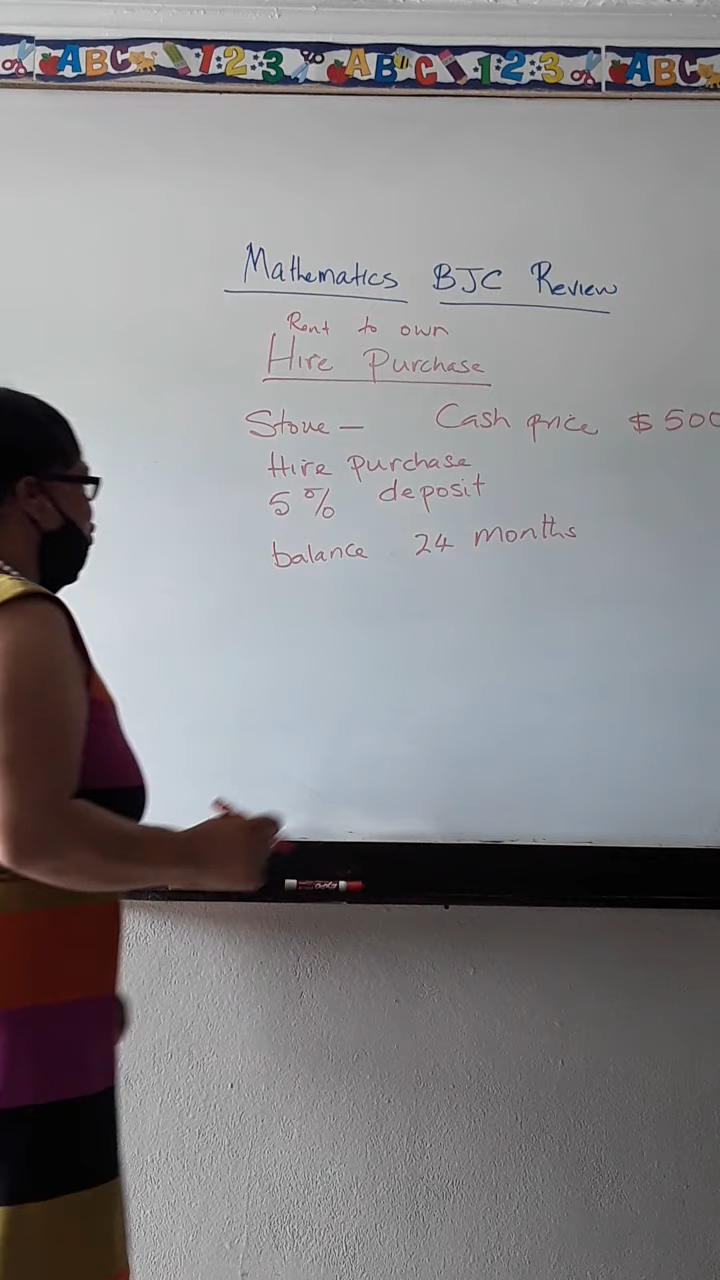 ABC 123 ABC 123 ABC
Mathematics BJC Review
Rent to own
Hire Purchase
Stove — Cash price $500
Hire purchase
5% deposit
balance 24 months
EXPO